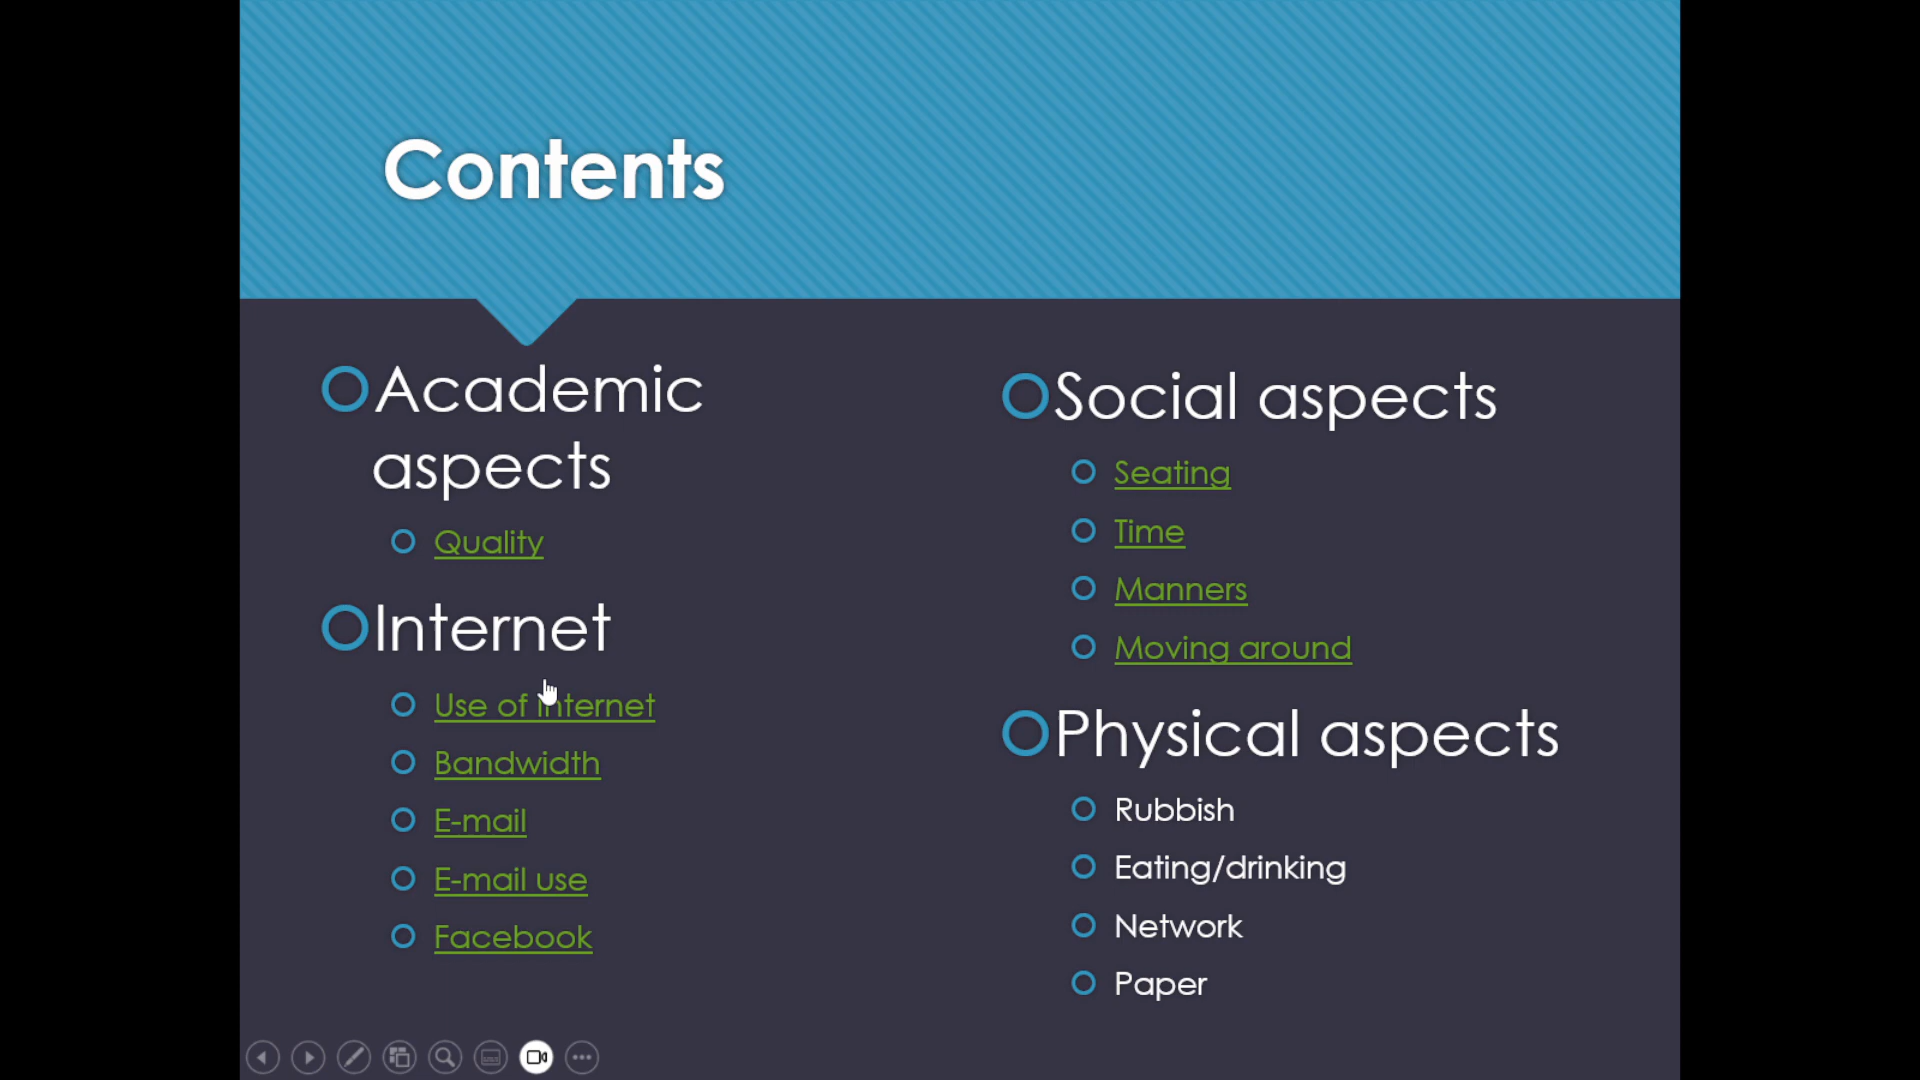 Contents
Academic
aspects
Quality
Internet
Use of internet
Bandwidth
E-mail
E-mail use
Facebook
Social aspects
Seating
Time
Manners
Moving around
Physical aspects
Rubbish
Eating/drinking
Network
Paper